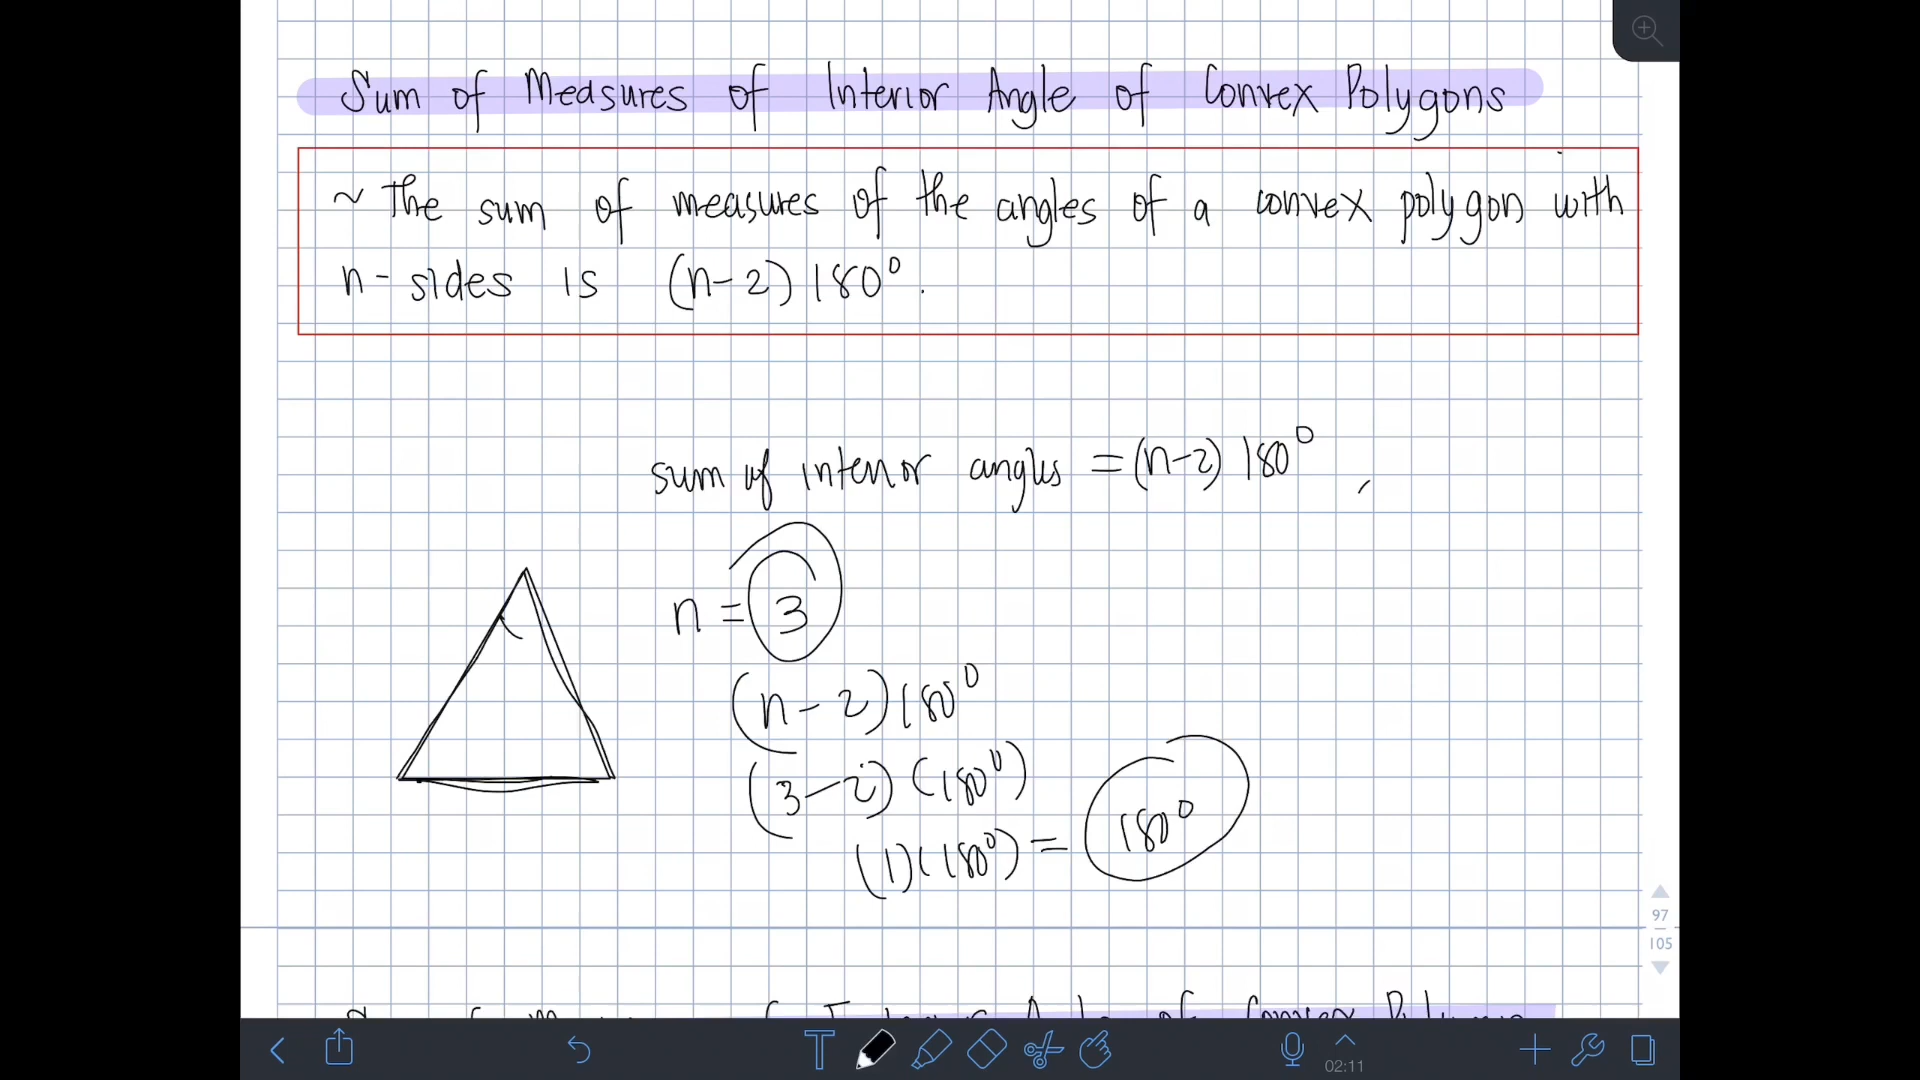 Sum of Measures of Interior Angle of Convex Polygons
~ The sum of measures of the angles of a convex polygon with
n-sides is (n-2) 180°.
sum of interior angles = (n-2) 180°
n = 3
(n-2) 180°
(3-2) (180°)
(1)(180°) = 180°
97
105
Convex Polygons
T
02:11